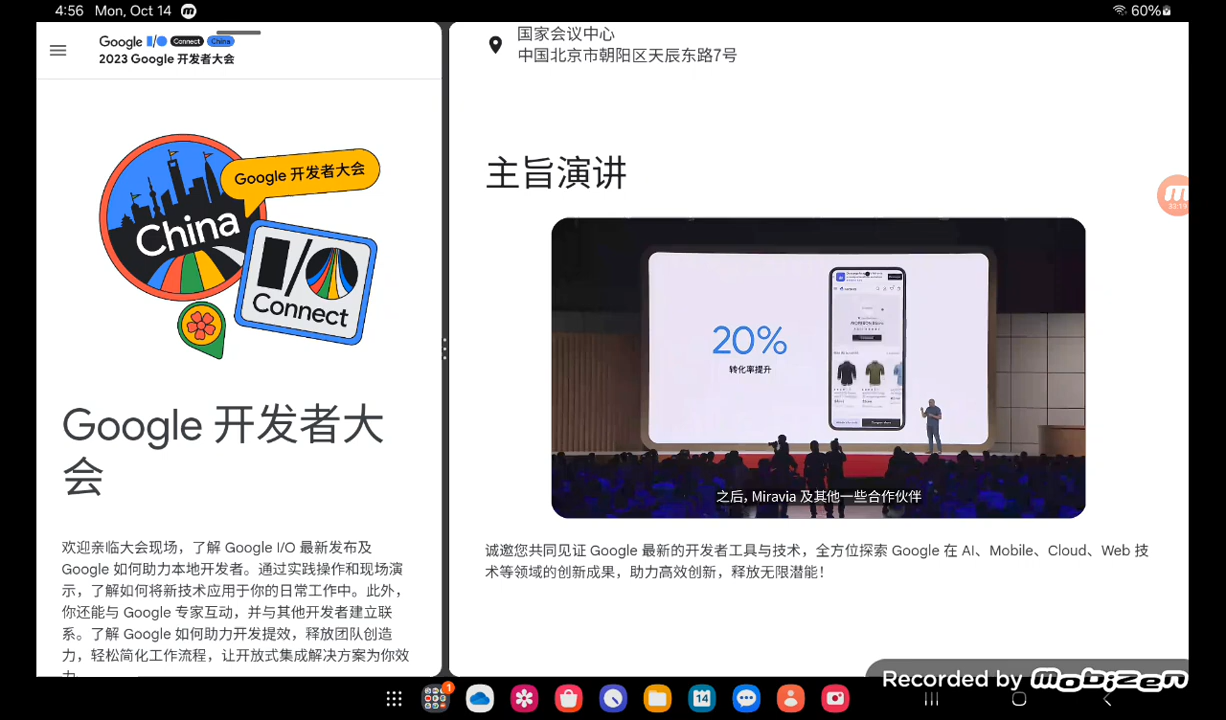 4:56 Mon, Oct 14
60%
Google I/O Connect China
2023 Google 开发者大会
Google 开发者大会
China
I/O
Connect
Google 开发者大
会
欢迎亲临大会现场，了解 Google I/O 最新发布及
Google 如何助力本地开发者。通过实践操作和现场演
示，了解如何将新技术应用于你的日常工作中。此外，
你还能与 Google 专家互动，并与其他开发者建立联
系。了解 Google 如何助力开发提效，释放团队创造
力，轻松简化工作流程，让开放式集成解决方案为你效
力
国家会议中心
中国北京市朝阳区天辰东路7号
主旨演讲
20%
转化率提升
之后，Miravia 及其他一些合作伙伴
诚邀您共同见证 Google 最新的开发者工具与技术，全方位探索 Google 在 AI、Mobile、Cloud、Web 技
术等领域的创新成果，助力高效创新，释放无限潜能！
33:19
1
14
Recorded by mobizen